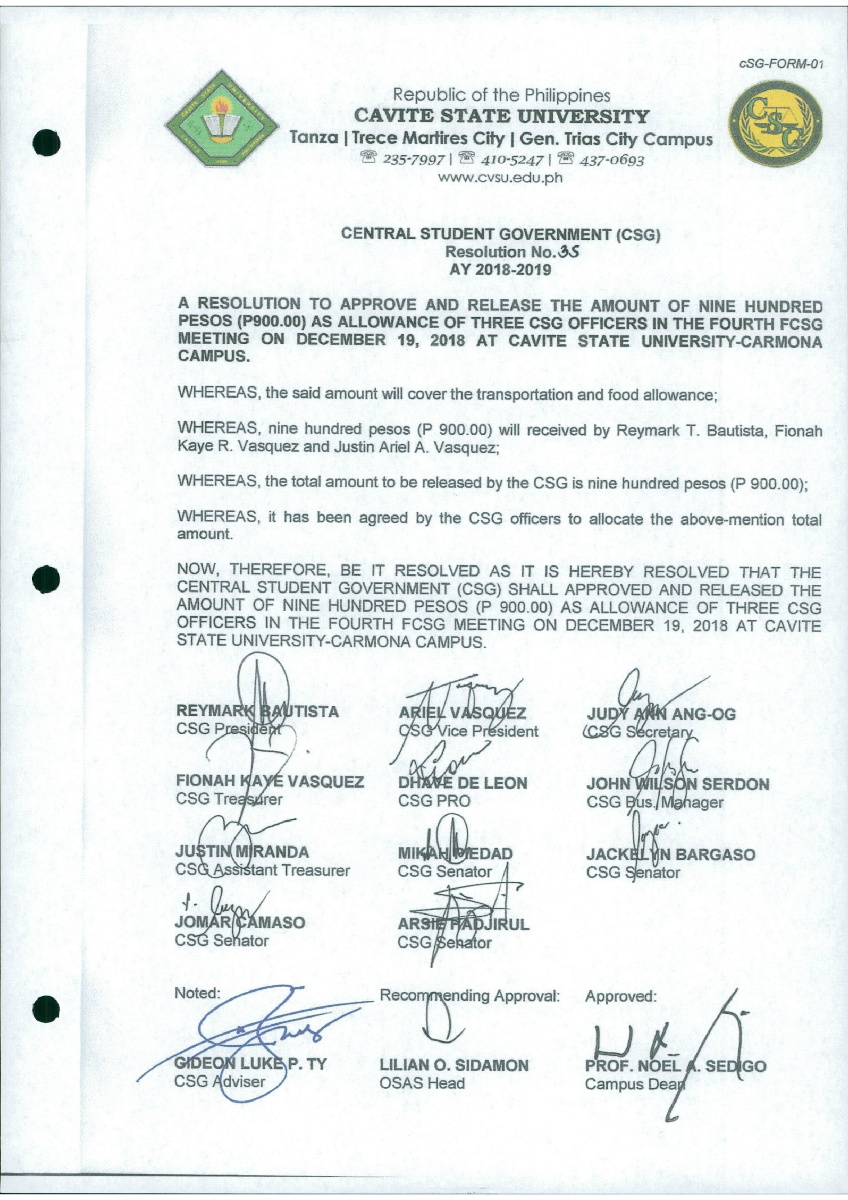 cSG-FORM-01
Republic of the Philippines
CAVITE STATE UNIVERSITY
Tanza | Trece Martires City | Gen. Trias City Campus
☏ 235-7997 | ☏ 410-5247 | ☏ 437-0693
www.cvsu.edu.ph
CSG
CENTRAL STUDENT GOVERNMENT (CSG)
Resolution No.35
AY 2018-2019
A RESOLUTION TO APPROVE AND RELEASE THE AMOUNT OF NINE HUNDRED
PESOS (P900.00) AS ALLOWANCE OF THREE CSG OFFICERS IN THE FOURTH FCSG
MEETING ON DECEMBER 19, 2018 AT CAVITE STATE UNIVERSITY-CARMONA
CAMPUS.
WHEREAS, the said amount will cover the transportation and food allowance;
WHEREAS, nine hundred pesos (P 900.00) will received by Reymark T. Bautista, Fionah
Kaye R. Vasquez and Justin Ariel A. Vasquez;
WHEREAS, the total amount to be released by the CSG is nine hundred pesos (P 900.00);
WHEREAS, it has been agreed by the CSG officers to allocate the above-mention total
amount.
NOW, THEREFORE, BE IT RESOLVED AS IT IS HEREBY RESOLVED THAT THE
CENTRAL STUDENT GOVERNMENT (CSG) SHALL APPROVED AND RELEASED THE
AMOUNT OF NINE HUNDRED PESOS (P 900.00) AS ALLOWANCE OF THREE CSG
OFFICERS IN THE FOURTH FCSG MEETING ON DECEMBER 19, 2018 AT CAVITE
STATE UNIVERSITY-CARMONA CAMPUS.
REYMARK BAUTISTA ARIEL VASQUEZ JUDY ANN ANG-OG
CSG President CSG Vice President CSG Secretary
FIONAH KAYE VASQUEZ DHAVE DE LEON JOHN WILSON SERDON
CSG Treasurer CSG PRO CSG Bus. Manager
JUSTIN MIRANDA MIKAH MEDAD JACKELYN BARGASO
CSG Assistant Treasurer CSG Senator CSG Senator
JOMAR CAMASO ARSIE HADJIRUL
CSG Senator CSG Senator
Noted: Recommending Approval: Approved:
GIDEON LUKE P. TY LILIAN O. SIDAMON PROF. NOEL A. SEDIGO
CSG Adviser OSAS Head Campus Dean